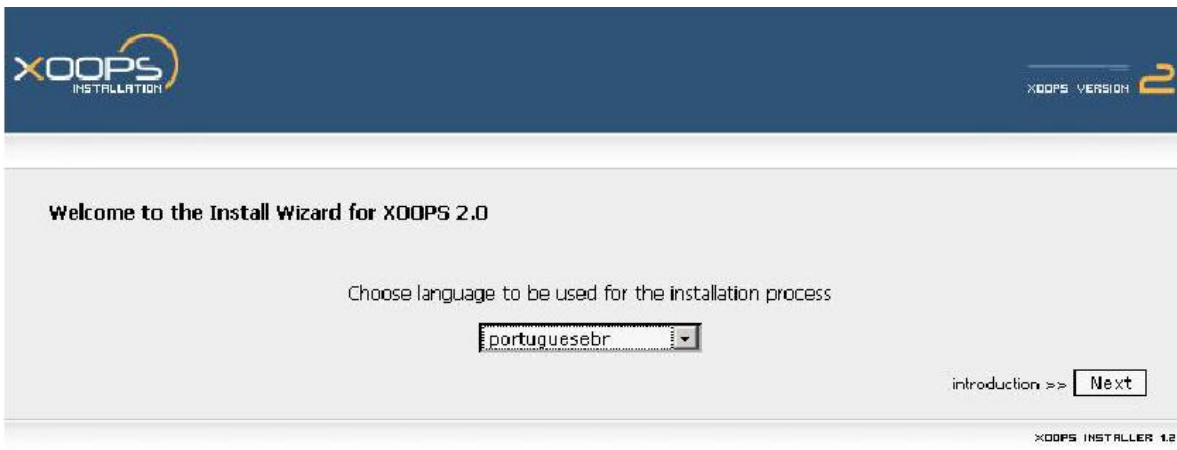 XOOPS
INSTALLATION
XOOPS VERSION 2
Welcome to the Install Wizard for XOOPS 2.0
Choose language to be used for the installation process
portuguesebr
introduction >> Next
XOOPS INSTALLER 1.2